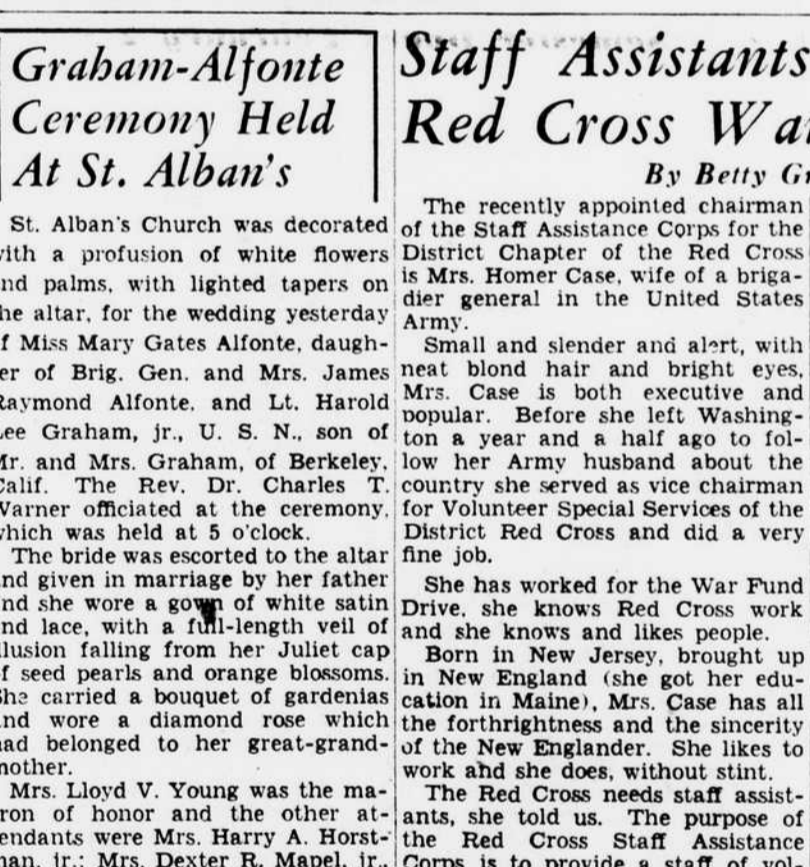 Graham-Alfonte
Ceremony Held
At St. Alban's
St. Alban's Church was decorated
with a profusion of white flowers
and palms, with lighted tapers on
the altar, for the wedding yesterday
of Miss Mary Gates Alfonte, daugh-
ter of Brig. Gen. and Mrs. James
Raymond Alfonte, and Lt. Harold
Lee Graham, jr., U. S. N., son of
Mr. and Mrs. Graham, of Berkeley,
Calif. The Rev. Dr. Charles T.
Warner officiated at the ceremony,
which was held at 5 o'clock.
The bride was escorted to the altar
and given in marriage by her father
and she wore a gown of white satin
and lace, with a full-length veil of
illusion falling from her Juliet cap
of seed pearls and orange blossoms.
She carried a bouquet of gardenias
and wore a diamond rose which
had belonged to her great-grand-
mother.
Mrs. Lloyd V. Young was the ma-
tron of honor and the other at-
tendants were Mrs. Harry A. Horst-
man, jr.; Mrs. Dexter R. Mapel, jr.,
Staff Assistants
Red Cross
By Betty
The recently appointed chairman
of the Staff Assistance Corps for the
District Chapter of the Red Cross
is Mrs. Homer Case, wife of a briga-
dier general in the United States
Army.
Small and slender and alert, with
neat blond hair and bright eyes,
Mrs. Case is both executive and
popular. Before she left Washing-
ton a year and a half ago to fol-
low her Army husband about the
country she served as vice chairman
for Volunteer Special Services of the
District Red Cross and did a very
fine job.
She has worked for the War Fund
Drive, she knows Red Cross work
and she knows and likes people.
Born in New Jersey, brought up
in New England (she got her edu-
cation in Maine), Mrs. Case has all
the forthrightness and the sincerity
of the New Englander. She likes to
work and she does, without stint.
The Red Cross needs staff assist-
ants, she told us. The purpose of
the Red Cross Staff Assistance
Corps is to provide a staff of vol-